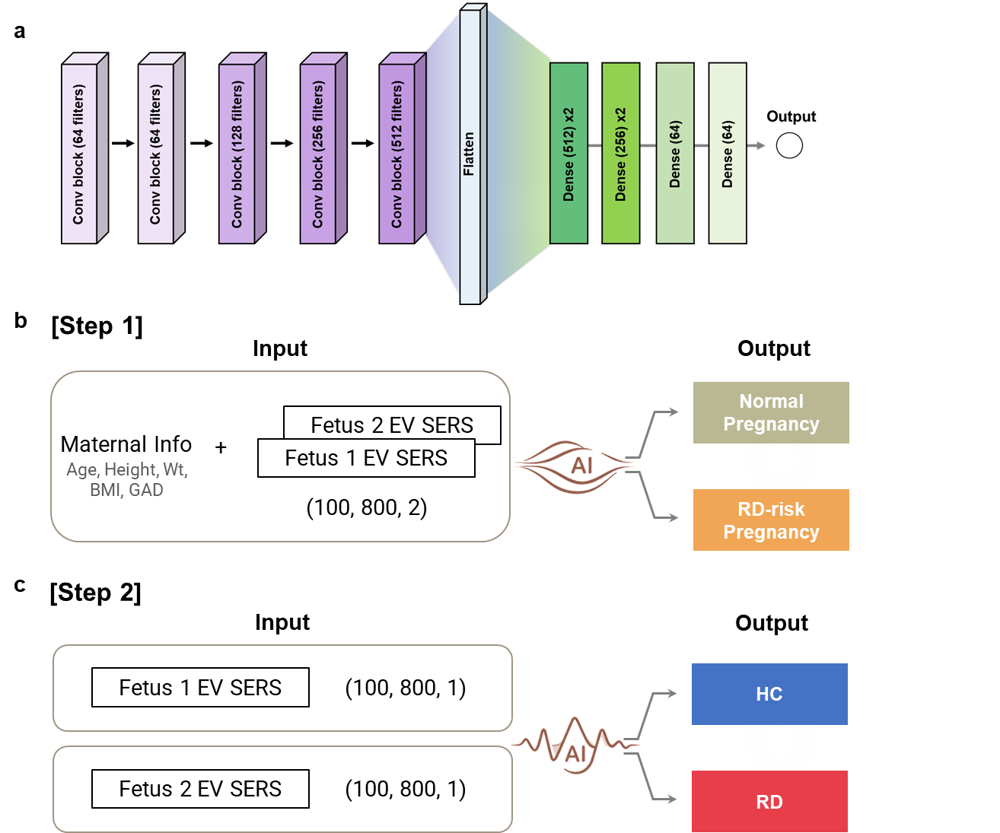 a
Conv block (64 filters)
Conv block (64 filters)
Conv block (128 filters)
Conv block (256 filters)
Conv block (512 filters)
Flatten
Dense (512) x2
Dense (256) x2
Dense (64)
Dense (64)
Output
b
[Step 1]
Input
Output
Maternal Info
Age, Height, Wt,
BMI, GAD
+
Fetus 2 EV SERS
Fetus 1 EV SERS
(100, 800, 2)
AI
Normal
Pregnancy
RD-risk
Pregnancy
c
[Step 2]
Input
Output
Fetus 1 EV SERS
(100, 800, 1)
Fetus 2 EV SERS
(100, 800, 1)
AI
HC
RD